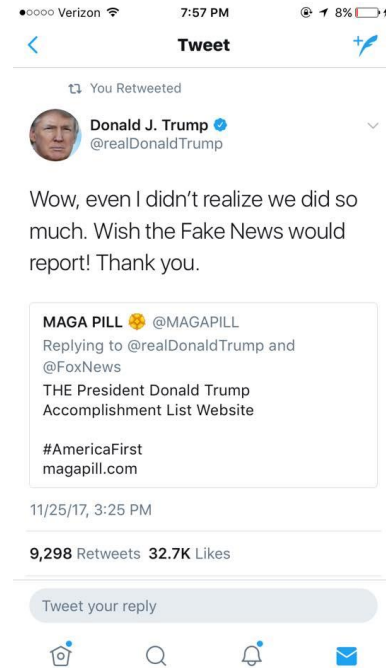 Verizon 7:57 PM 8%
Tweet
You Retweeted
Donald J. Trump
@realDonaldTrump
Wow, even I didn't realize we did so
much. Wish the Fake News would
report! Thank you.
MAGA PILL @MAGAPILL
Replying to @realDonaldTrump and
@FoxNews
THE President Donald Trump
Accomplishment List Website
#AmericaFirst
magapill.com
11/25/17, 3:25 PM
9,298 Retweets 32.7K Likes
Tweet your reply